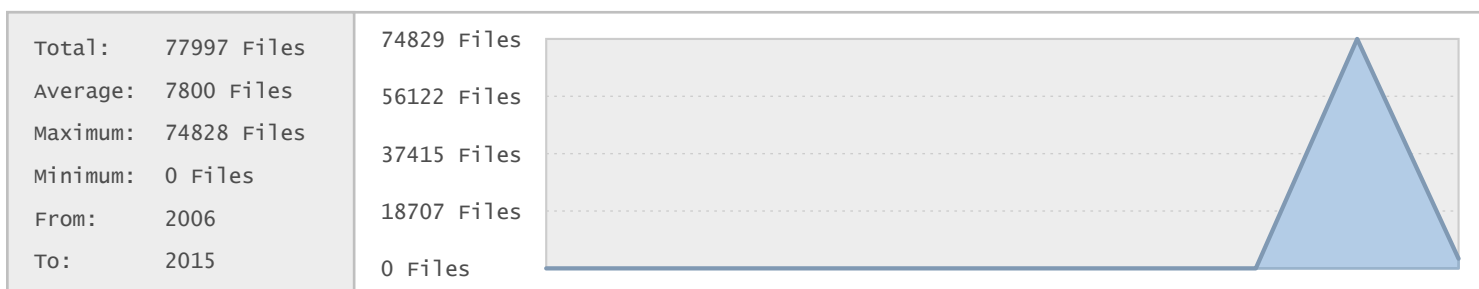 Total: 77997 Files
Average: 7800 Files
Maximum: 74828 Files
Minimum: 0 Files
From: 2006
To: 2015
74829 Files
56122 Files
37415 Files
18707 Files
0 Files